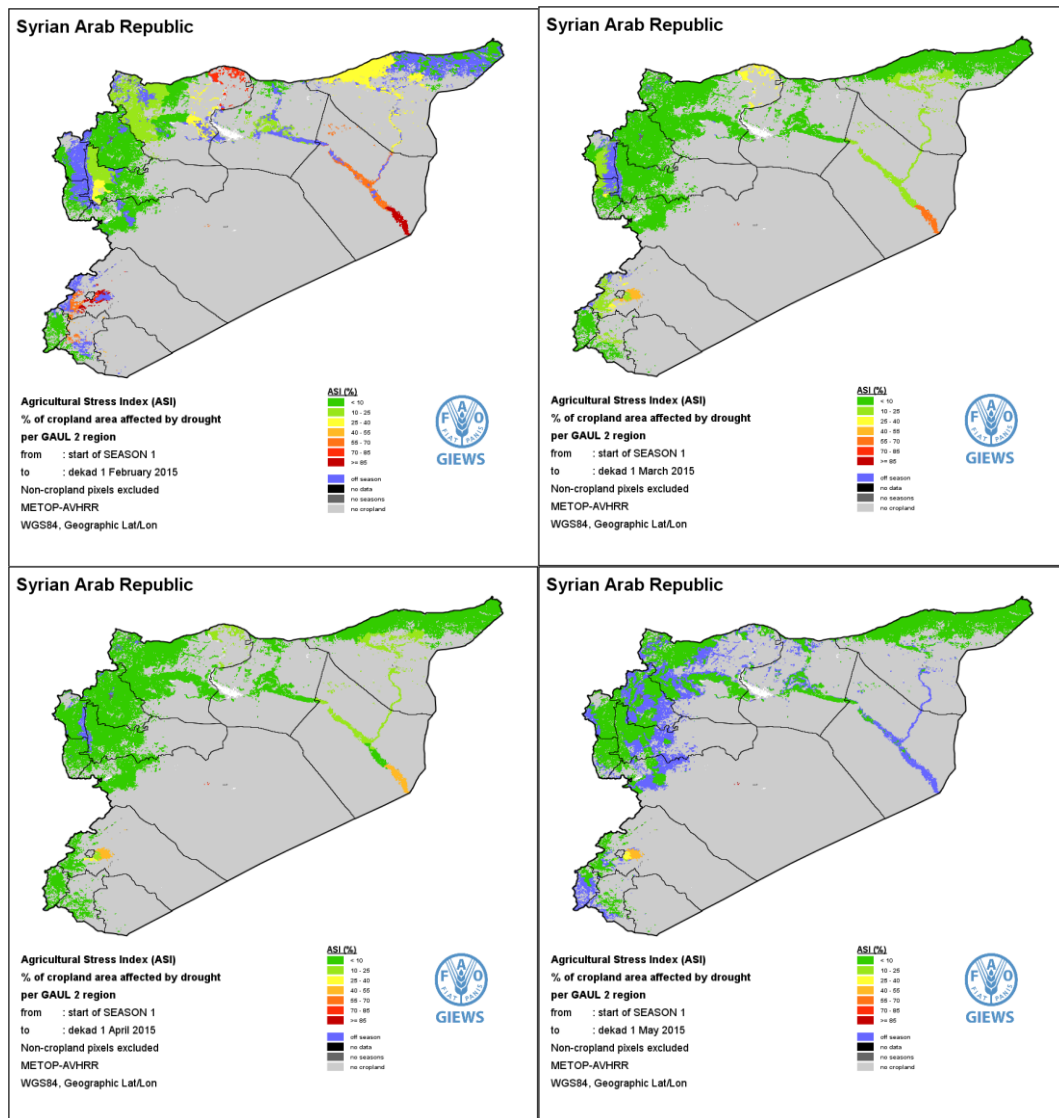 Syrian Arab Republic
Agricultural Stress Index (ASI)
% of cropland area affected by drought
per GAUL 2 region
from : start of SEASON 1
to : dekad 1 February 2015
Non-cropland pixels excluded
METOP-AVHRR
WGS84, Geographic Lat/Lon
ASI (%)
< 10
10 - 25
25 - 40
40 - 55
55 - 70
70 - 85
>= 85
off season
no data
no seasons
no cropland
F A O
FIAT PANIS
GIEWS
Syrian Arab Republic
Agricultural Stress Index (ASI)
% of cropland area affected by drought
per GAUL 2 region
from : start of SEASON 1
to : dekad 1 March 2015
Non-cropland pixels excluded
METOP-AVHRR
WGS84, Geographic Lat/Lon
ASI (%)
< 10
10 - 25
25 - 40
40 - 55
55 - 70
70 - 85
>= 85
off season
no data
no seasons
no cropland
F A O
FIAT PANIS
GIEWS
Syrian Arab Republic
Agricultural Stress Index (ASI)
% of cropland area affected by drought
per GAUL 2 region
from : start of SEASON 1
to : dekad 1 April 2015
Non-cropland pixels excluded
METOP-AVHRR
WGS84, Geographic Lat/Lon
ASI (%)
< 10
10 - 25
25 - 40
40 - 55
55 - 70
70 - 85
>= 85
off season
no data
no seasons
no cropland
F A O
FIAT PANIS
GIEWS
Syrian Arab Republic
Agricultural Stress Index (ASI)
% of cropland area affected by drought
per GAUL 2 region
from : start of SEASON 1
to : dekad 1 May 2015
Non-cropland pixels excluded
METOP-AVHRR
WGS84, Geographic Lat/Lon
ASI (%)
< 10
10 - 25
25 - 40
40 - 55
55 - 70
70 - 85
>= 85
off season
no data
no seasons
no cropland
F A O
FIAT PANIS
GIEWS